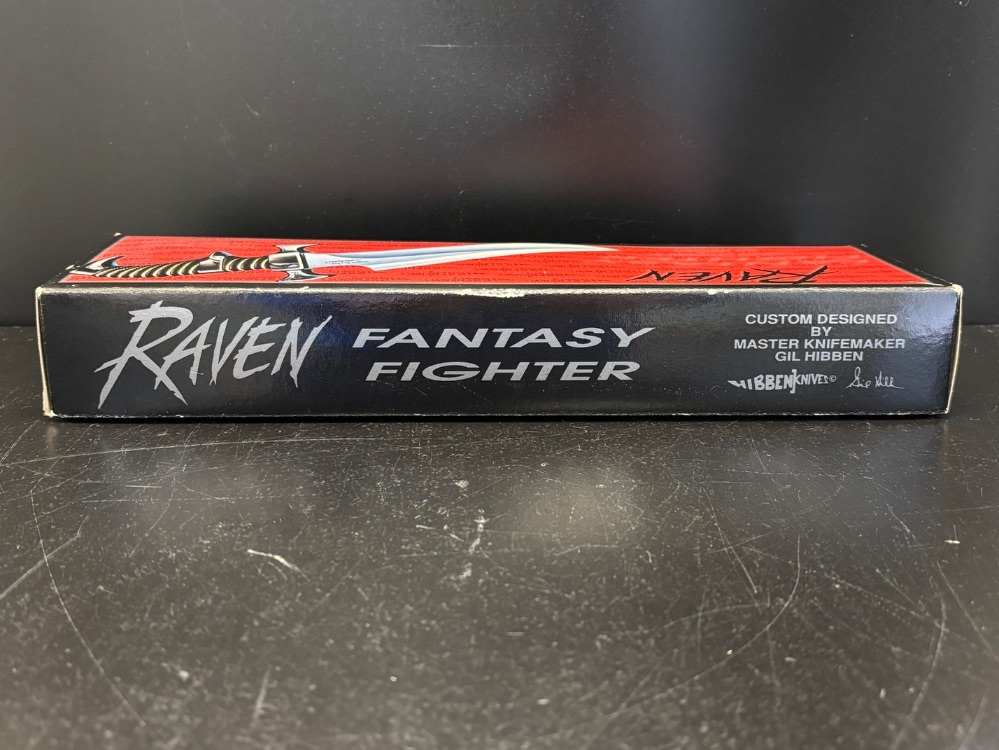 RAVEN
RAVEN
FANTASY
FIGHTER
CUSTOM DESIGNED
BY
MASTER KNIFEMAKER
GIL HIBBEN
HIBBEN KNIVES©